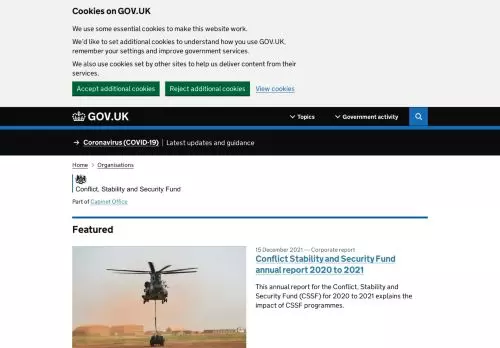 Cookies on GOV.UK
We use some essential cookies to make this website work.
We'd like to set additional cookies to understand how you use GOV.UK,
remember your settings and improve government services.
We also use cookies set by other sites to help us deliver content from their
services.
Accept additional cookies Reject additional cookies View cookies
GOV.UK Topics Government activity
Coronavirus (COVID-19) Latest updates and guidance
Home Organisations
Conflict, Stability and Security Fund
Part of Cabinet Office
Featured
15 December 2021 — Corporate report
Conflict Stability and Security Fund
annual report 2020 to 2021
This annual report for the Conflict, Stability and
Security Fund (CSSF) for 2020 to 2021 explains the
impact of CSSF programmes.